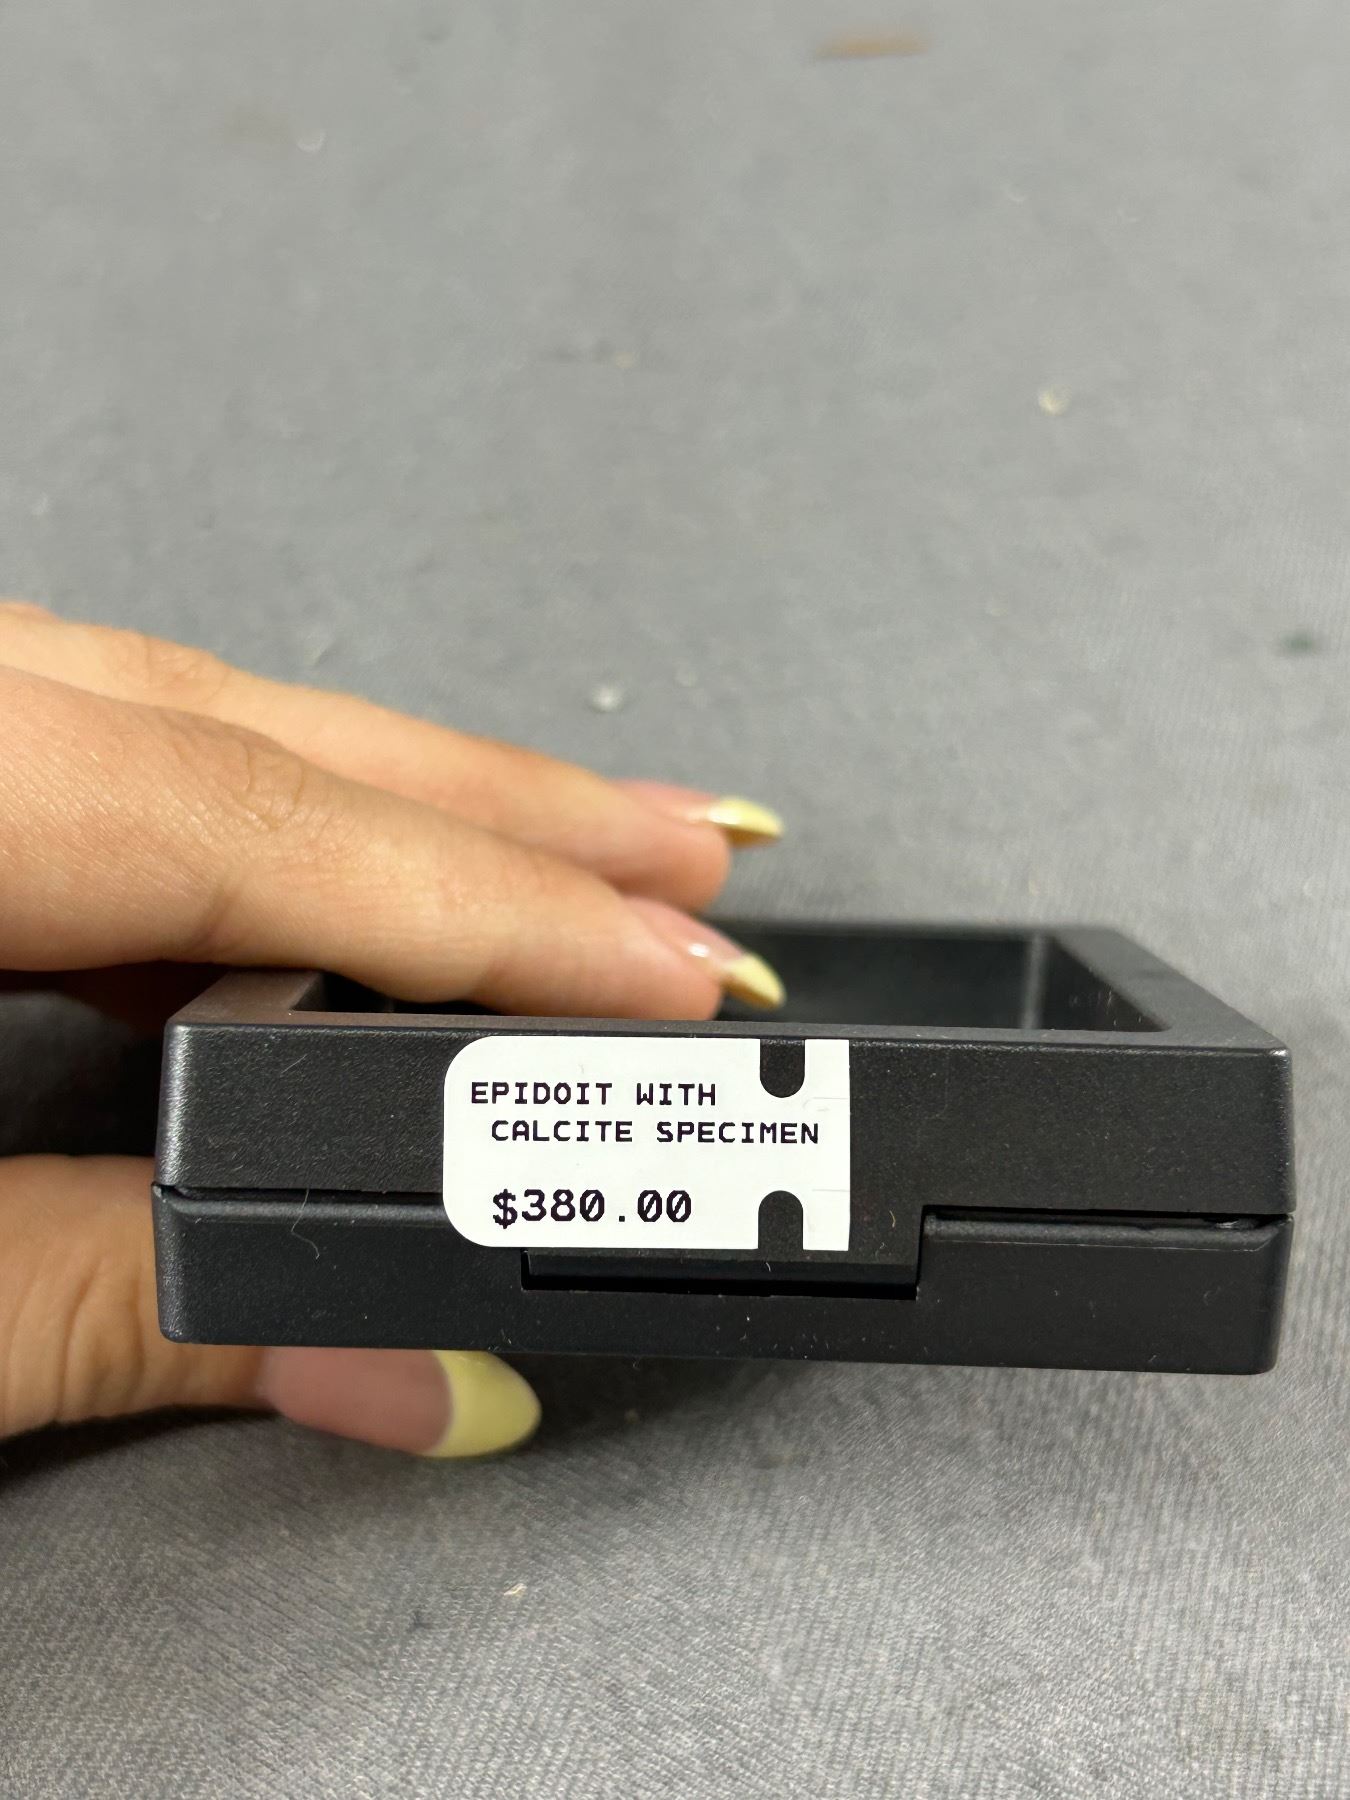 EPIDOIT WITH
CALCITE SPECIMEN
$380.00